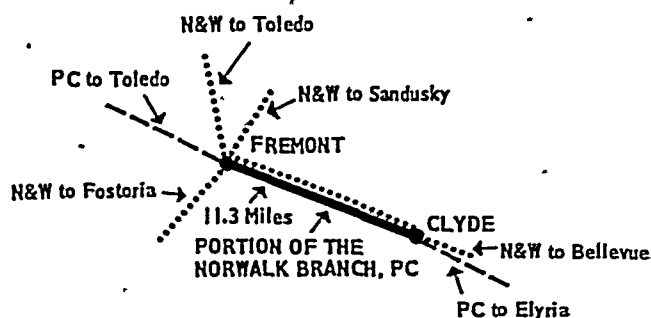 N&W to Toledo
PC to Toledo
N&W to Sandusky
FREMONT
N&W to Fostoria
11.3 Miles
CLYDE
PORTION OF THE
NORWALK BRANCH, PC
N&W to Bellevue
PC to Elyria